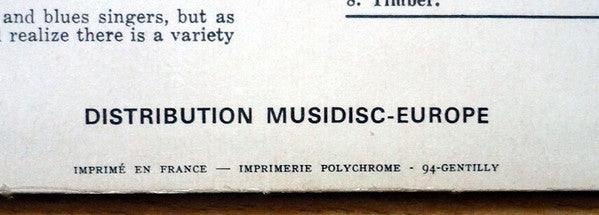 8. Timber.
and blues singers, but as
realize there is a variety
DISTRIBUTION MUSIDISC-EUROPE
IMPRIMÉ EN FRANCE — IMPRIMERIE POLYCHROME - 94-GENTILLY